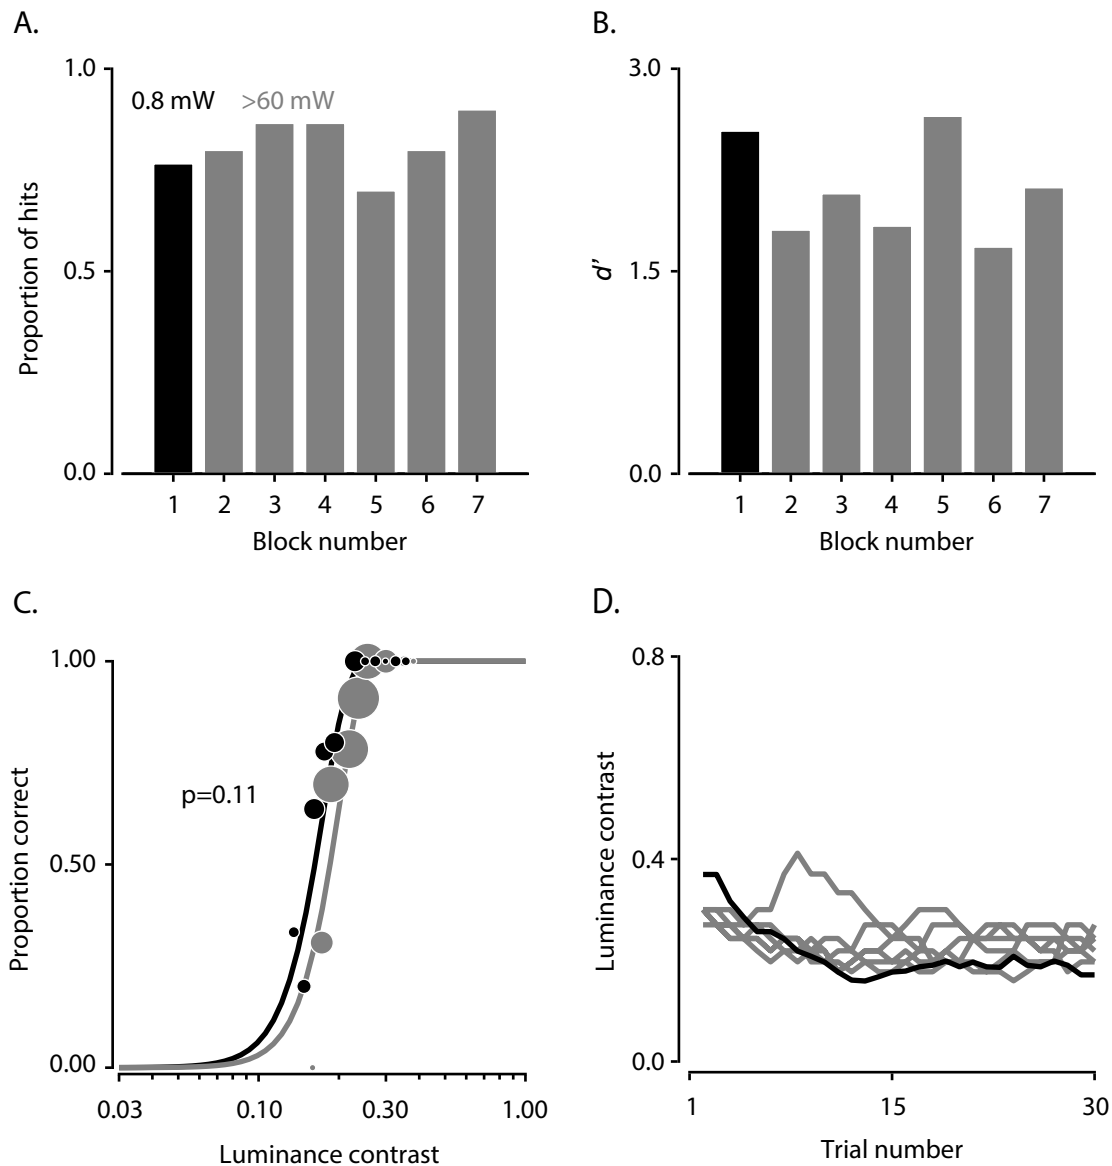 A.
1.0
0.5
0.0
Proportion of hits
0.8 mW >60 mW
1 2 3 4 5 6 7
Block number
B.
3.0
1.5
0.0
d’
1 2 3 4 5 6 7
Block number
C.
1.00
0.50
0.00
Proportion correct
p=0.11
0.03 0.10 0.30 1.00
Luminance contrast
D.
0.8
0.4
0.0
Luminance contrast
1 15 30
Trial number